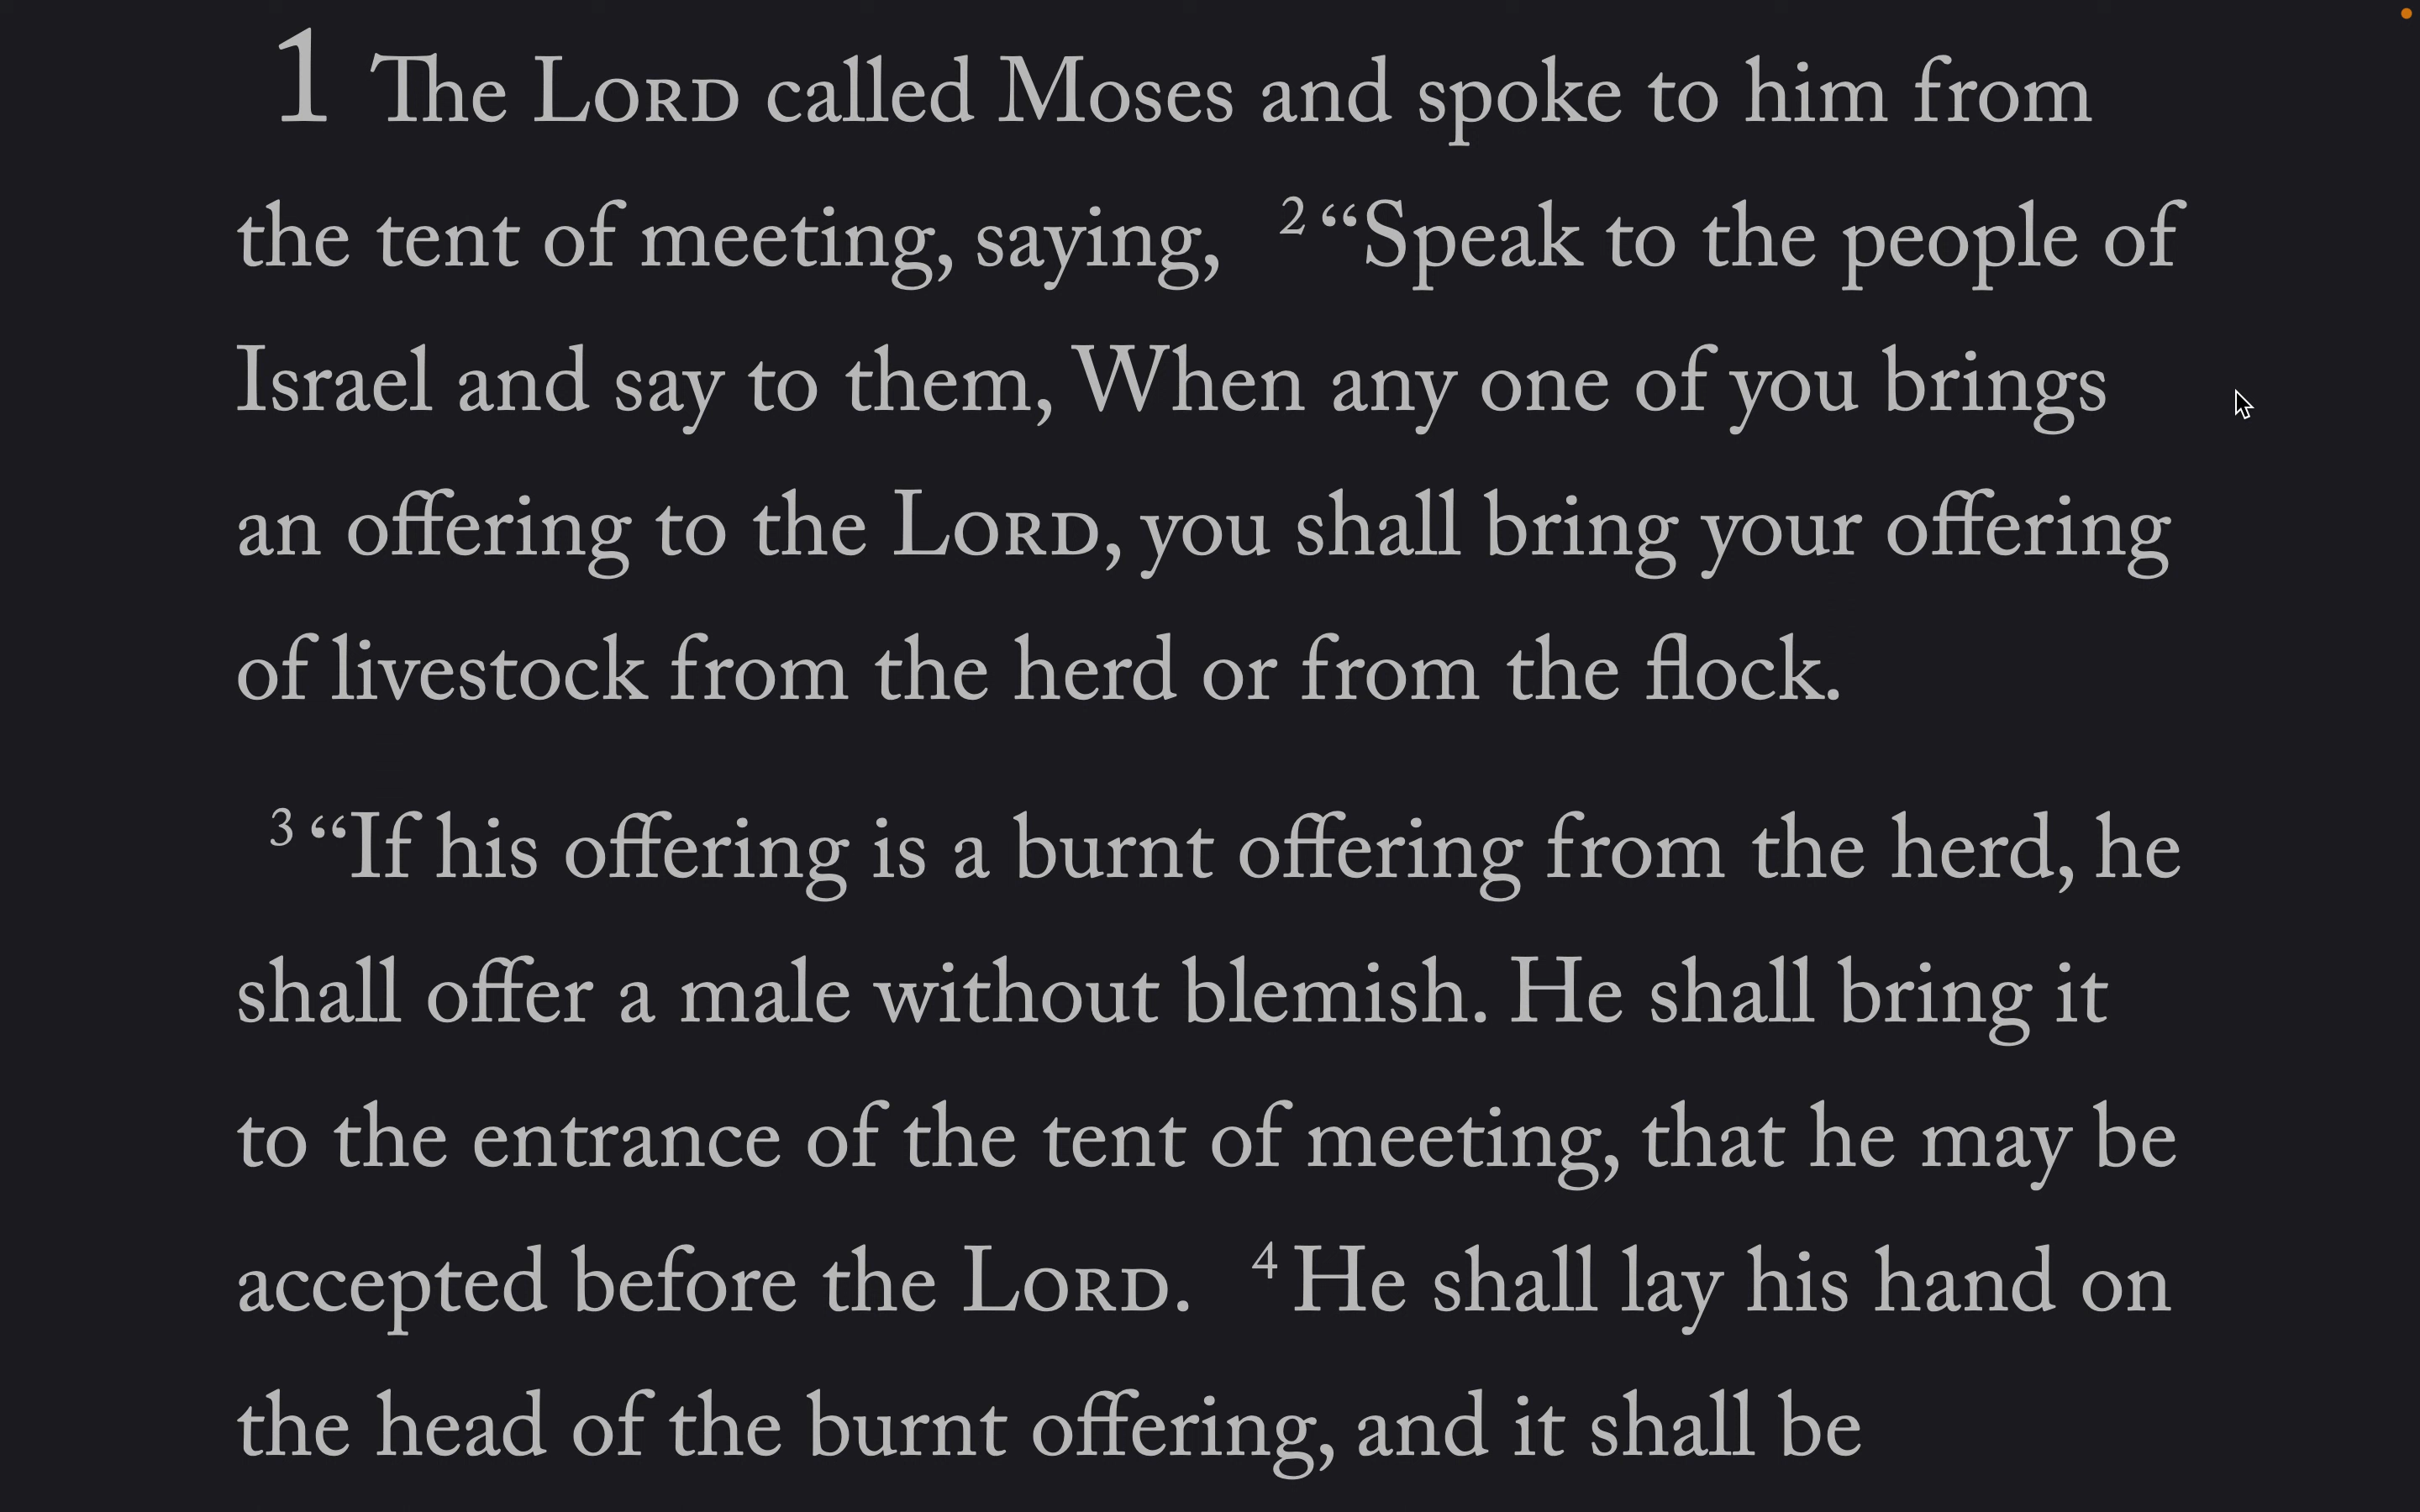 1 The LORD called Moses and spoke to him from
the tent of meeting, saying, 2 “Speak to the people of
Israel and say to them, When any one of you brings
an offering to the LORD, you shall bring your offering
of livestock from the herd or from the flock.
3 “If his offering is a burnt offering from the herd, he
shall offer a male without blemish. He shall bring it
to the entrance of the tent of meeting, that he may be
accepted before the LORD. 4 He shall lay his hand on
the head of the burnt offering, and it shall be